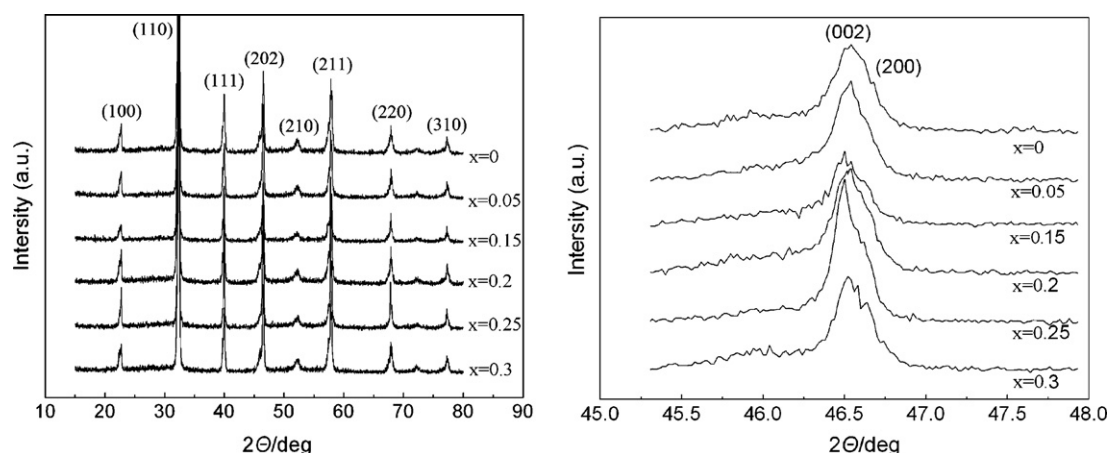 Intersity (a.u.)
(100)
(110)
(111)
(202)
(210)
(211)
(220)
(310)
x=0
x=0.05
x=0.15
x=0.2
x=0.25
x=0.3
10 20 30 40 50 60 70 80 90
2Θ/deg
Intensity (a.u.)
(002)
(200)
x=0
x=0.05
x=0.15
x=0.2
x=0.25
x=0.3
45.0 45.5 46.0 46.5 47.0 47.5 48.0
2Θ/deg